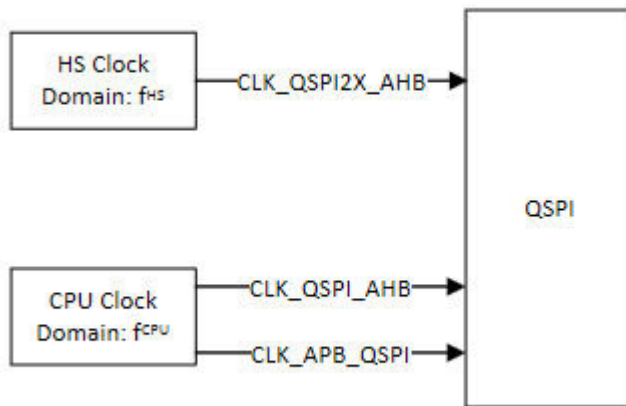 HS Clock
Domain: fHS
CLK_QSPI2X_AHB
QSPI
CPU Clock
Domain: fCPU
CLK_QSPI_AHB
CLK_APB_QSPI